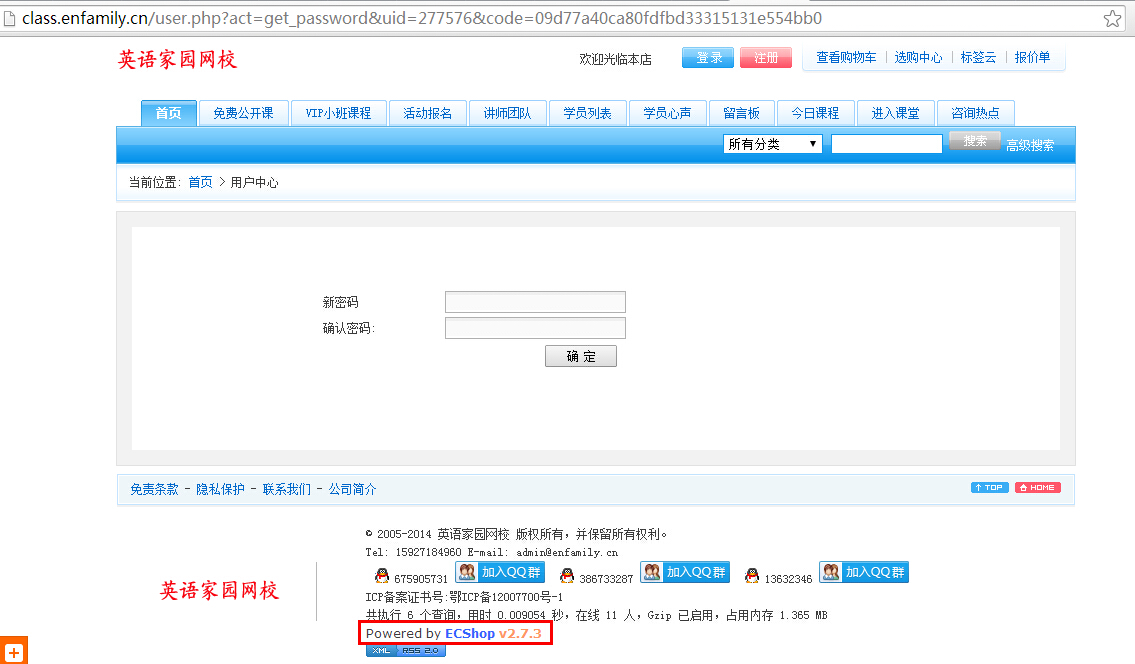 class.enfamily.cn/user.php?act=get_password&uid=277576&code=09d77a40ca80fdfbd33315131e554bb0
英语家园网校 欢迎光临本店 登 录 注册 查看购物车 选购中心 标签云 报价单
首页 免费公开课 VIP小班课程 活动报名 讲师团队 学员列表 学员心声 留言板 今日课程 进入课堂 咨询热点
所有分类 搜索 高级搜索
当前位置: 首页 > 用户中心
新密码
确认密码:
确 定
免责条款 - 隐私保护 - 联系我们 - 公司简介 TOP HOME
© 2005-2014 英语家园网校 版权所有，并保留所有权利。
Tel: 15927184960 E-mail: admin@enfamily.cn
675905731 加入QQ群 386733287 加入QQ群 13632346 加入QQ群
英语家园网校
ICP备案证书号:鄂ICP备12007700号-1
共执行 6 个查询，用时 0.009054 秒，在线 11 人，Gzip 已启用，占用内存 1.365 MB
Powered by ECShop v2.7.3
XML RSS 2.0